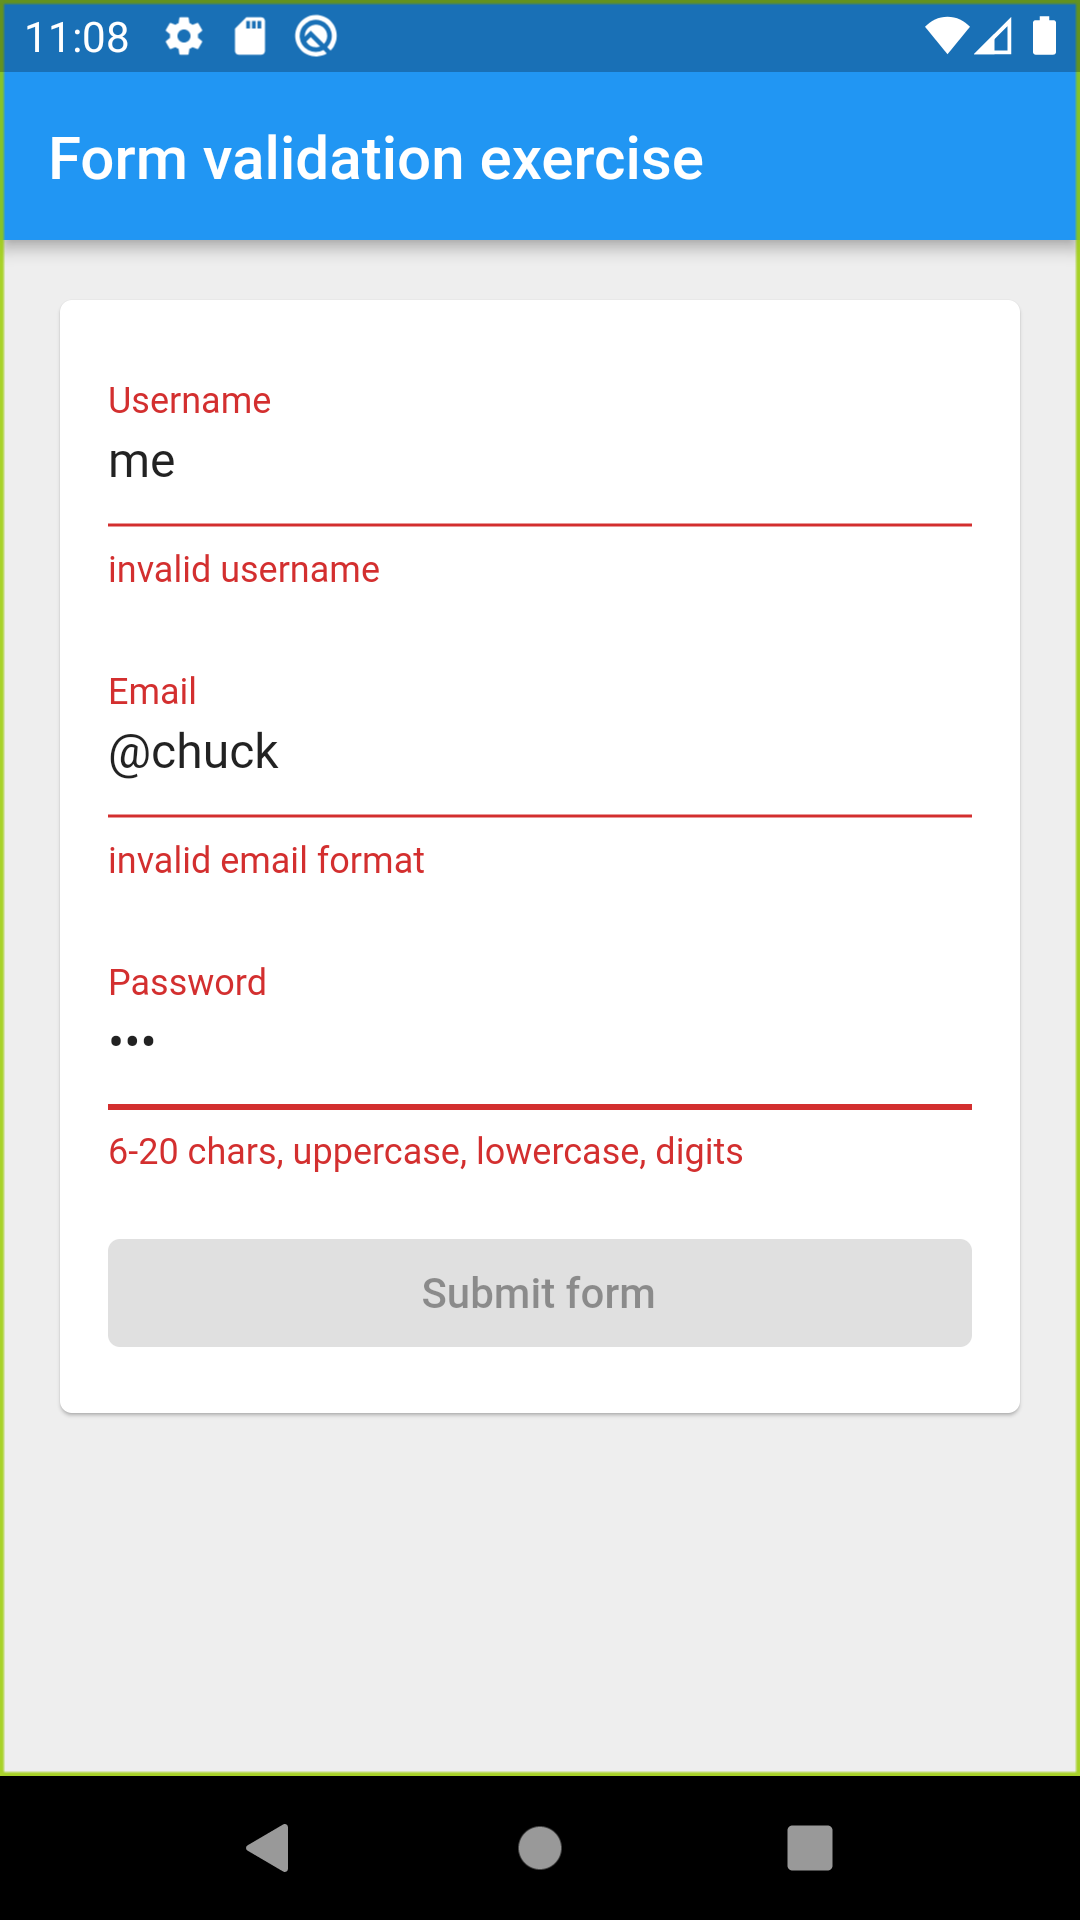 11:08
Form validation exercise
Username
me
invalid username
Email
@chuck
invalid email format
Password
•••
6-20 chars, uppercase, lowercase, digits
Submit form